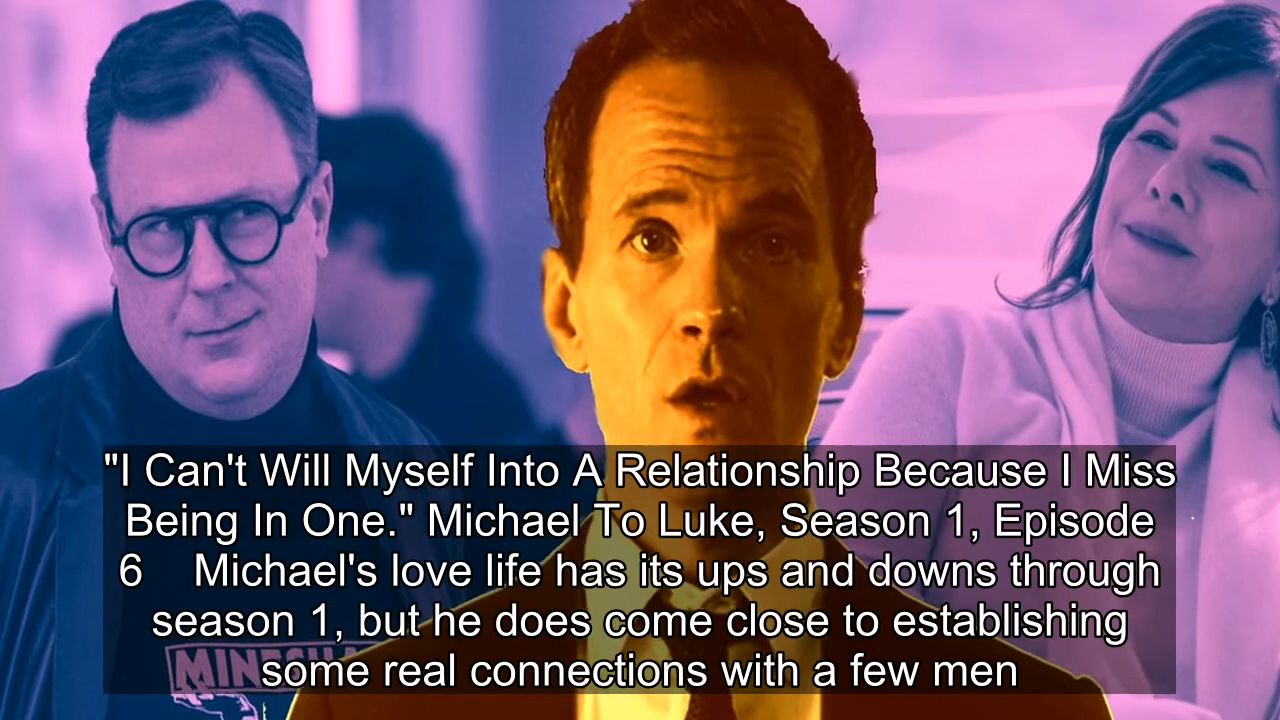 "I Can't Will Myself Into A Relationship Because I Miss
Being In One." Michael To Luke, Season 1, Episode
6    Michael's love life has its ups and downs through
season 1, but he does come close to establishing
some real connections with a few men